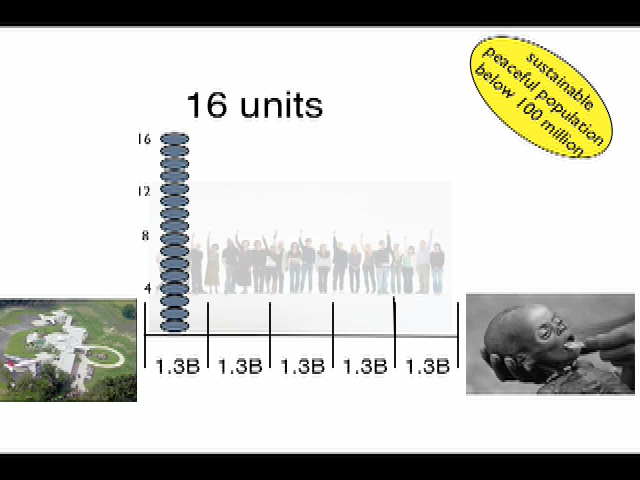 sustainable
peaceful population
below 100 million
16 units
16
12
8
4
1.3B 1.3B 1.3B 1.3B 1.3B